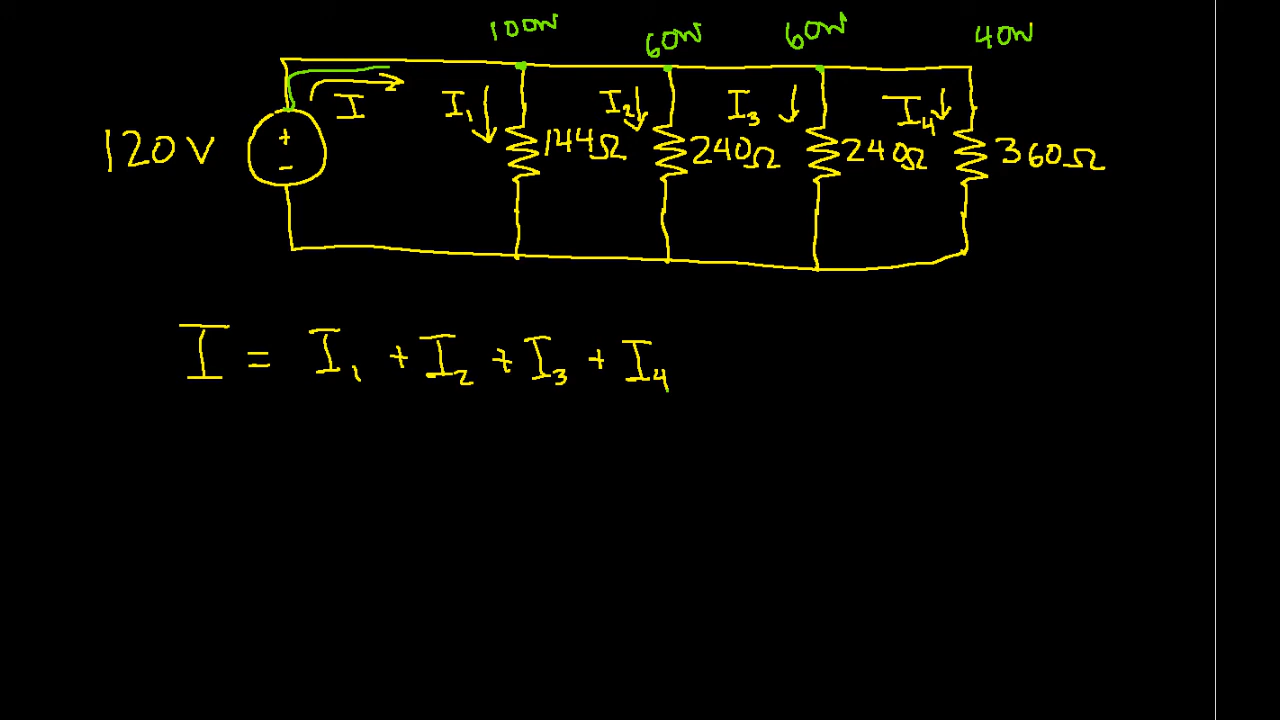 100W 60W 60W 40W
I I₁ I₂ I₃ I₄
120V + - 144Ω 240Ω 240Ω 360Ω
I = I₁ + I₂ + I₃ + I₄